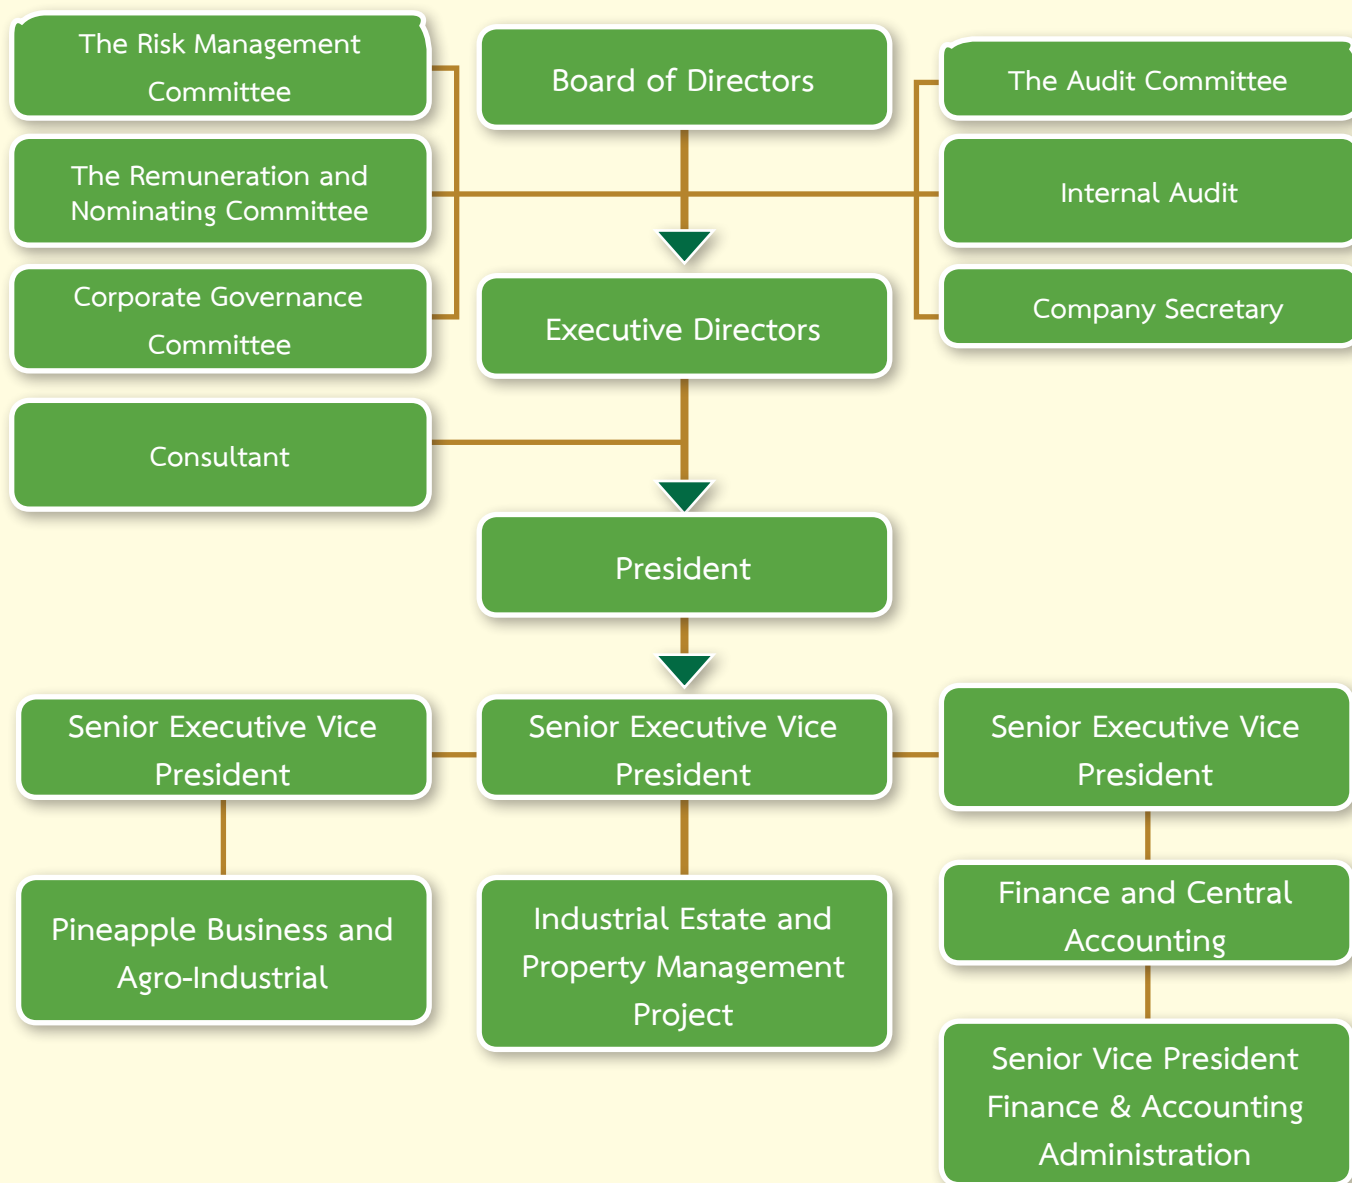 The Risk Management
Committee
Board of Directors
The Audit Committee
The Remuneration and
Nominating Committee
Internal Audit
Corporate Governance
Committee
Executive Directors
Company Secretary
Consultant
President
Senior Executive Vice
President
Senior Executive Vice
President
Senior Executive Vice
President
Pineapple Business and
Agro-Industrial
Industrial Estate and
Property Management
Project
Finance and Central
Accounting
Senior Vice President
Finance & Accounting
Administration